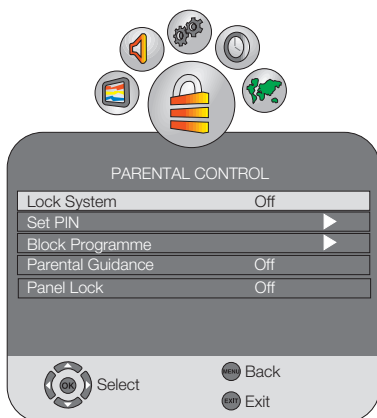 PARENTAL CONTROL
Lock System Off
Set PIN
Block Programme
Parental Guidance Off
Panel Lock Off
OK Select MENU Back
EXIT Exit